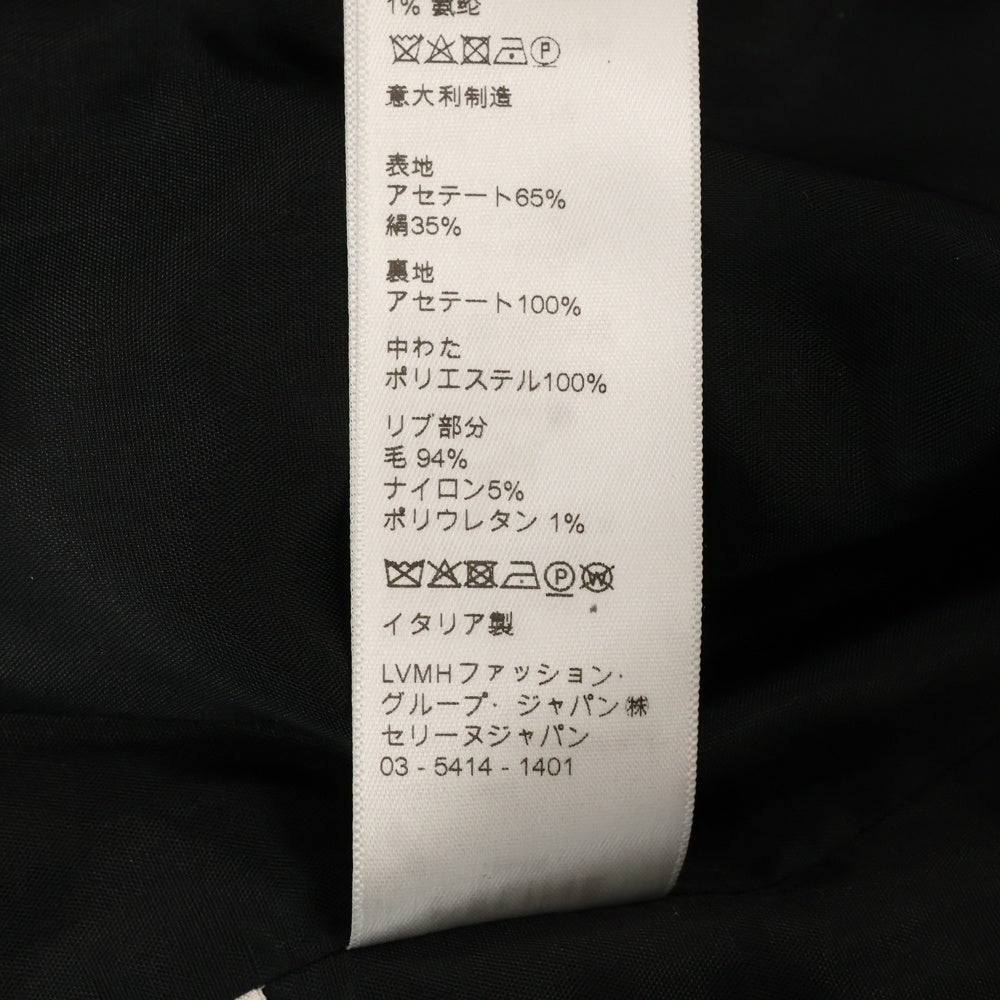 1% 氨纶
意大利制造
表地
アセテート65%
絹35%
裏地
アセテート100%
中わた
ポリエステル100%
リブ部分
毛 94%
ナイロン5%
ポリウレタン 1%
P
P W
イタリア製
LVMHファッション・
グループ・ジャパン㈱
セリーヌジャパン
03 - 5414 - 1401